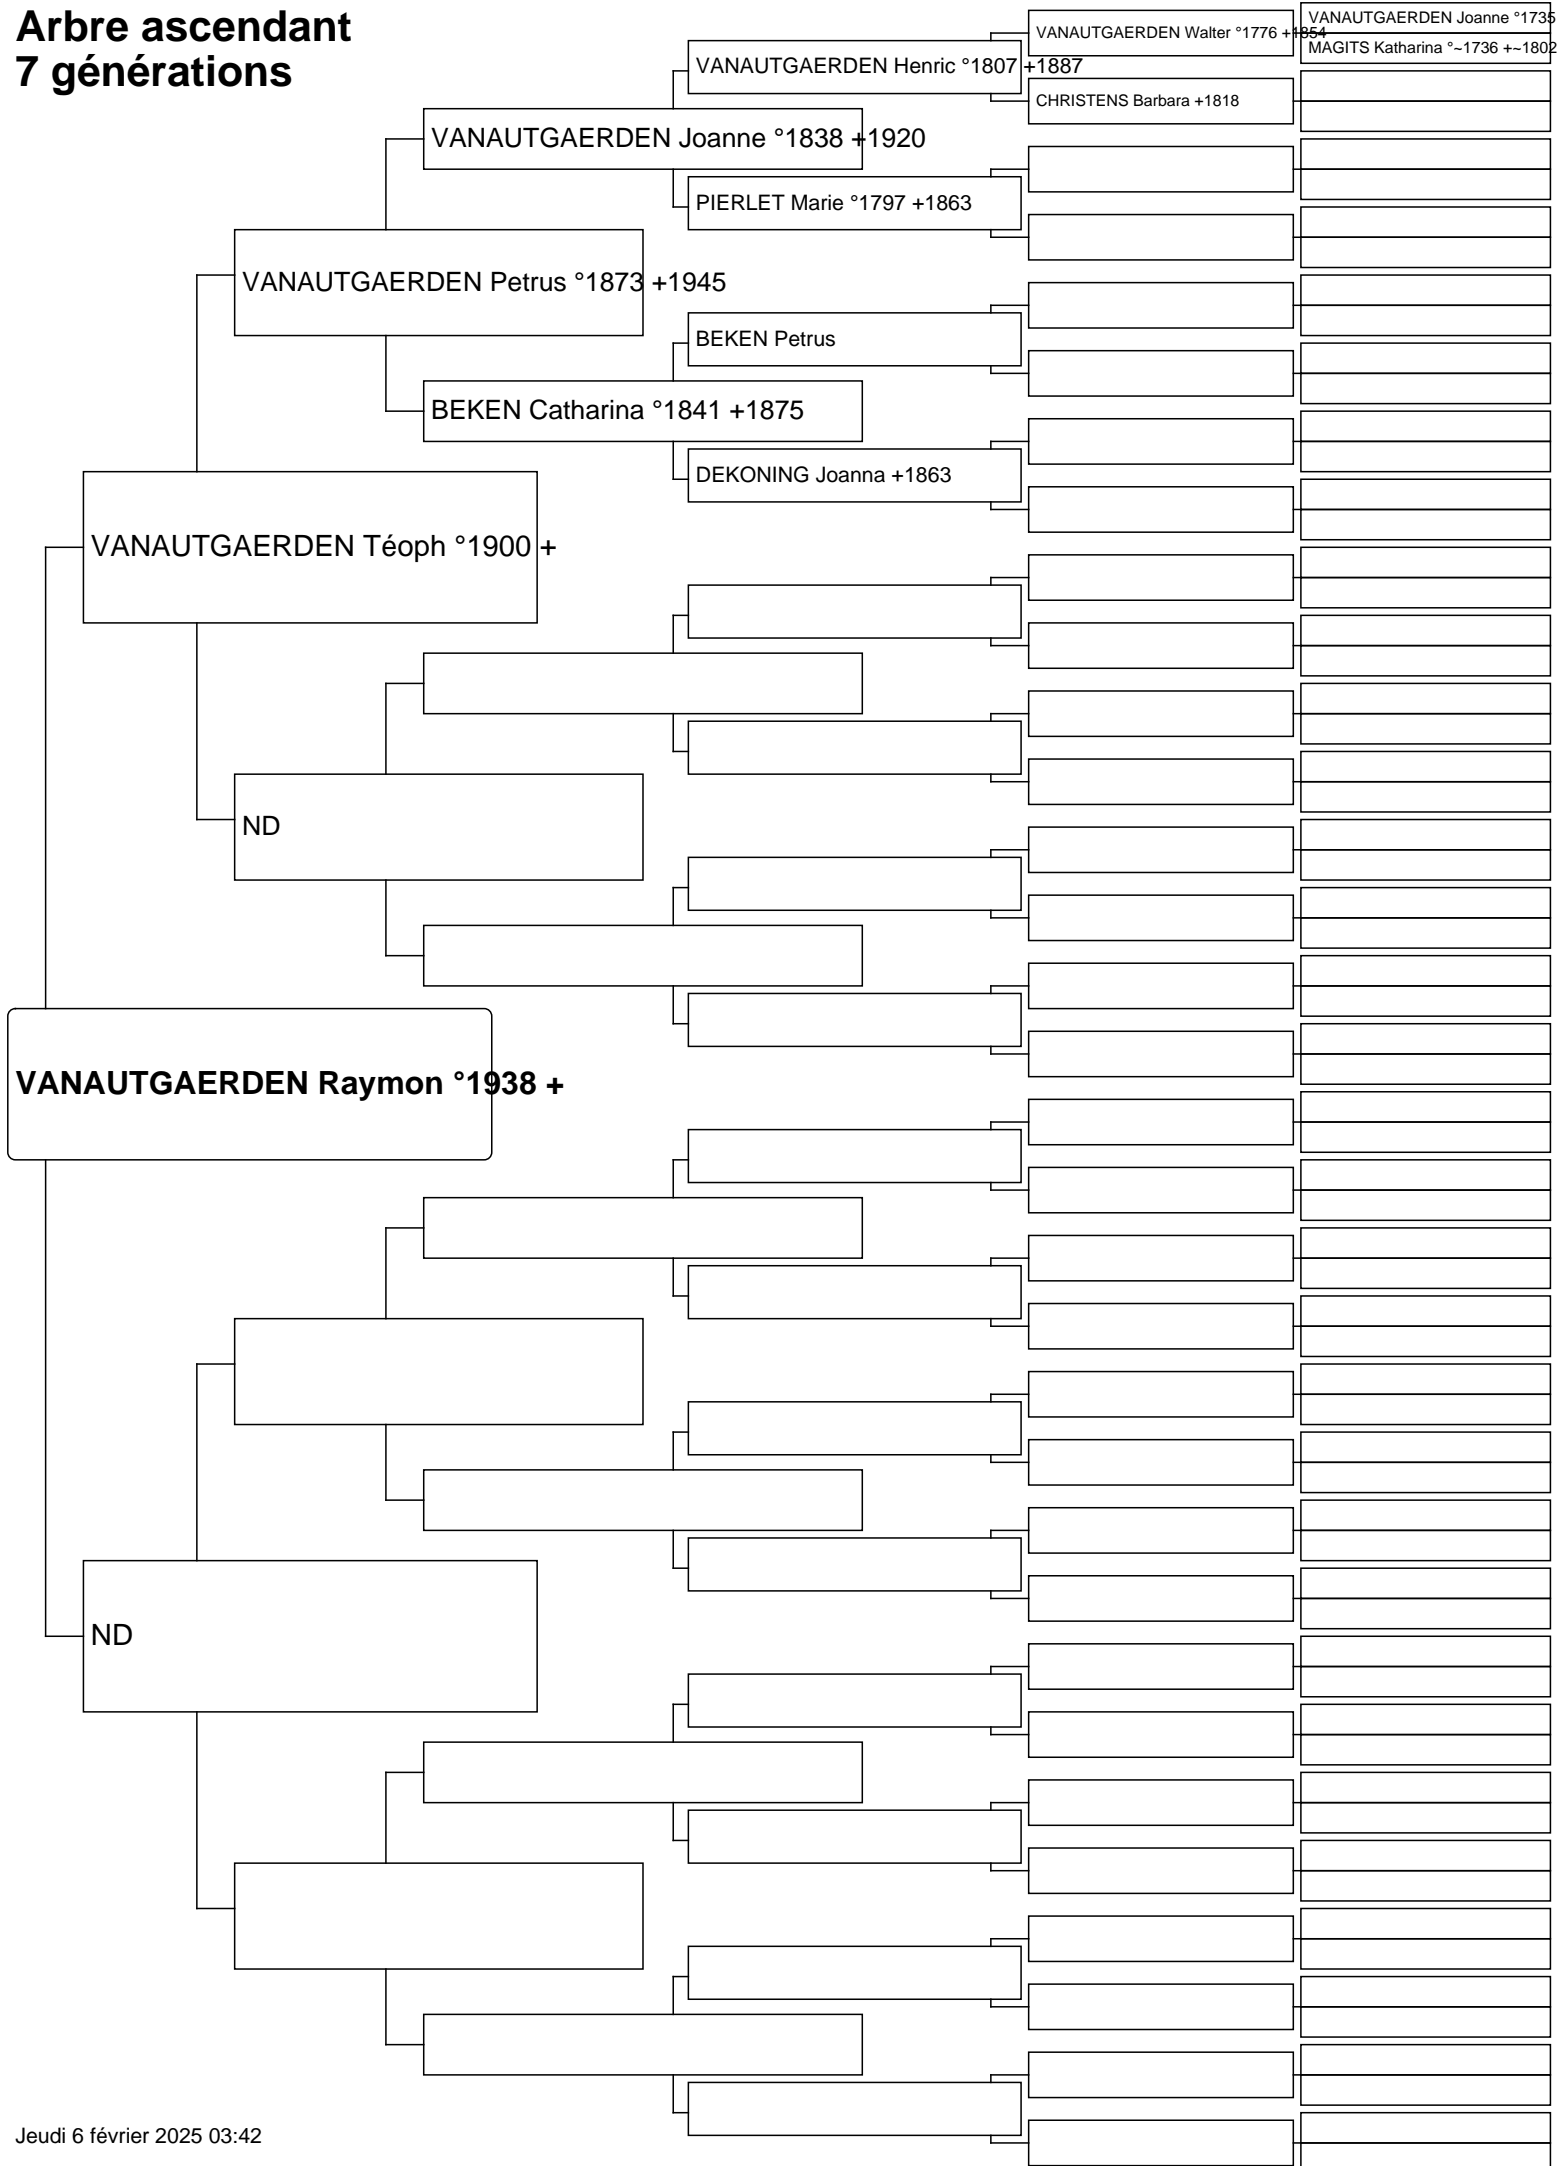 Arbre ascendant
7 générations
VANAUTGAERDEN Joanne °1735
VANAUTGAERDEN Walter °1776 +1854
MAGITS Katharina °~1736 +~1802
VANAUTGAERDEN Henric °1807 +1887
CHRISTENS Barbara +1818
VANAUTGAERDEN Joanne °1838 +1920
PIERLET Marie °1797 +1863
VANAUTGAERDEN Petrus °1873 +1945
BEKEN Petrus
BEKEN Catharina °1841 +1875
DEKONING Joanna +1863
VANAUTGAERDEN Téoph °1900 +
ND
VANAUTGAERDEN Raymon °1938 +
ND
Jeudi 6 février 2025 03:42